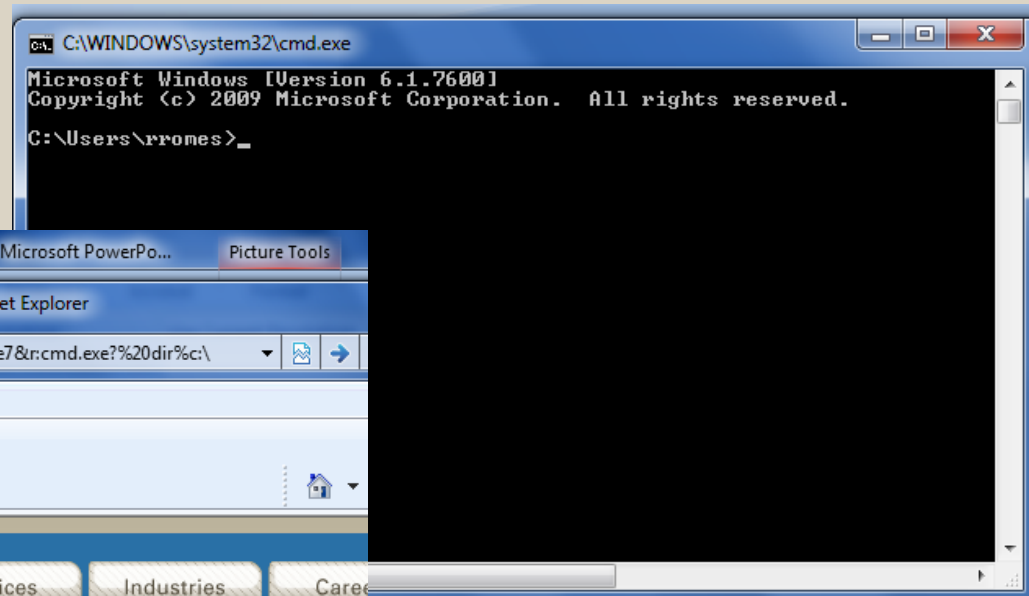 C:\WINDOWS\system32\cmd.exe
Microsoft Windows [Version 6.1.7600]
Copyright (c) 2009 Microsoft Corporation.  All rights reserved.
C:\Users\rromes>_
Microsoft PowerPo... Picture Tools
et Explorer
e7&r:cmd.exe?%20dir%c:\
ices Industries Caree